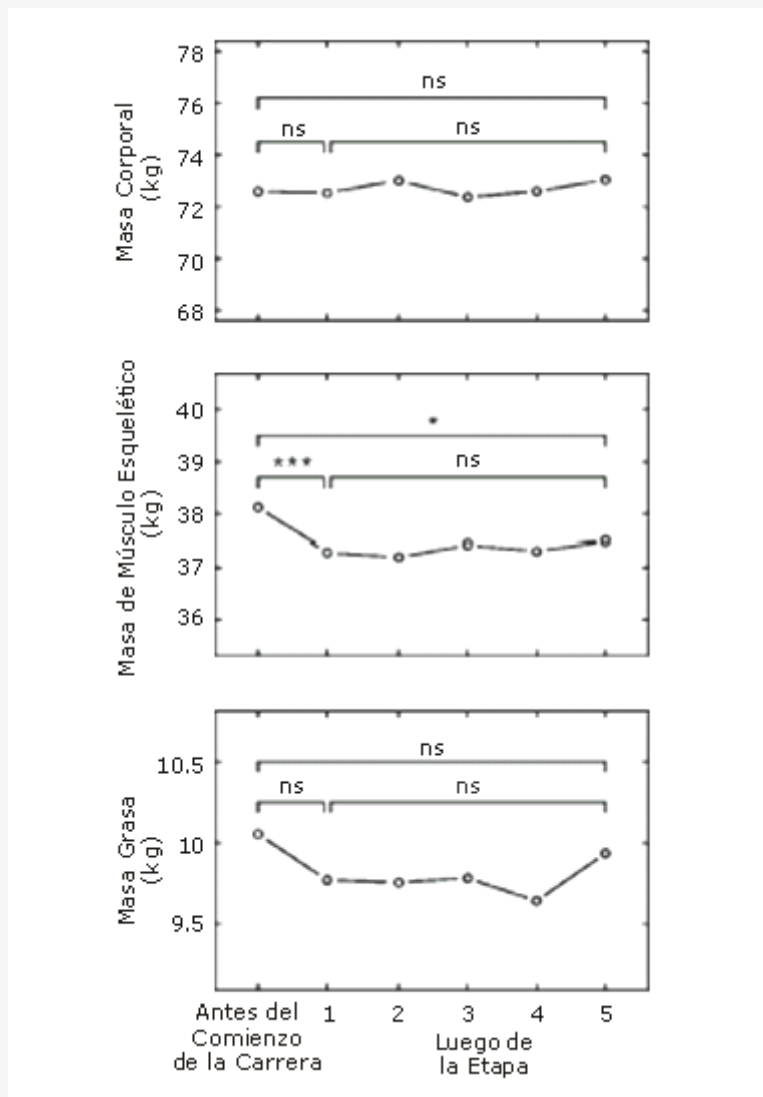 78
76
74
72
70
68
Masa Corporal
(kg)
ns
ns
ns
40
39
38
37
36
Masa de Músculo Esquelético
(kg)
*
***
ns
10.5
10
9.5
Masa Grasa
(kg)
ns
ns
ns
Antes del
Comienzo
de la Carrera
1
2
3
4
5
Luego de
la Etapa